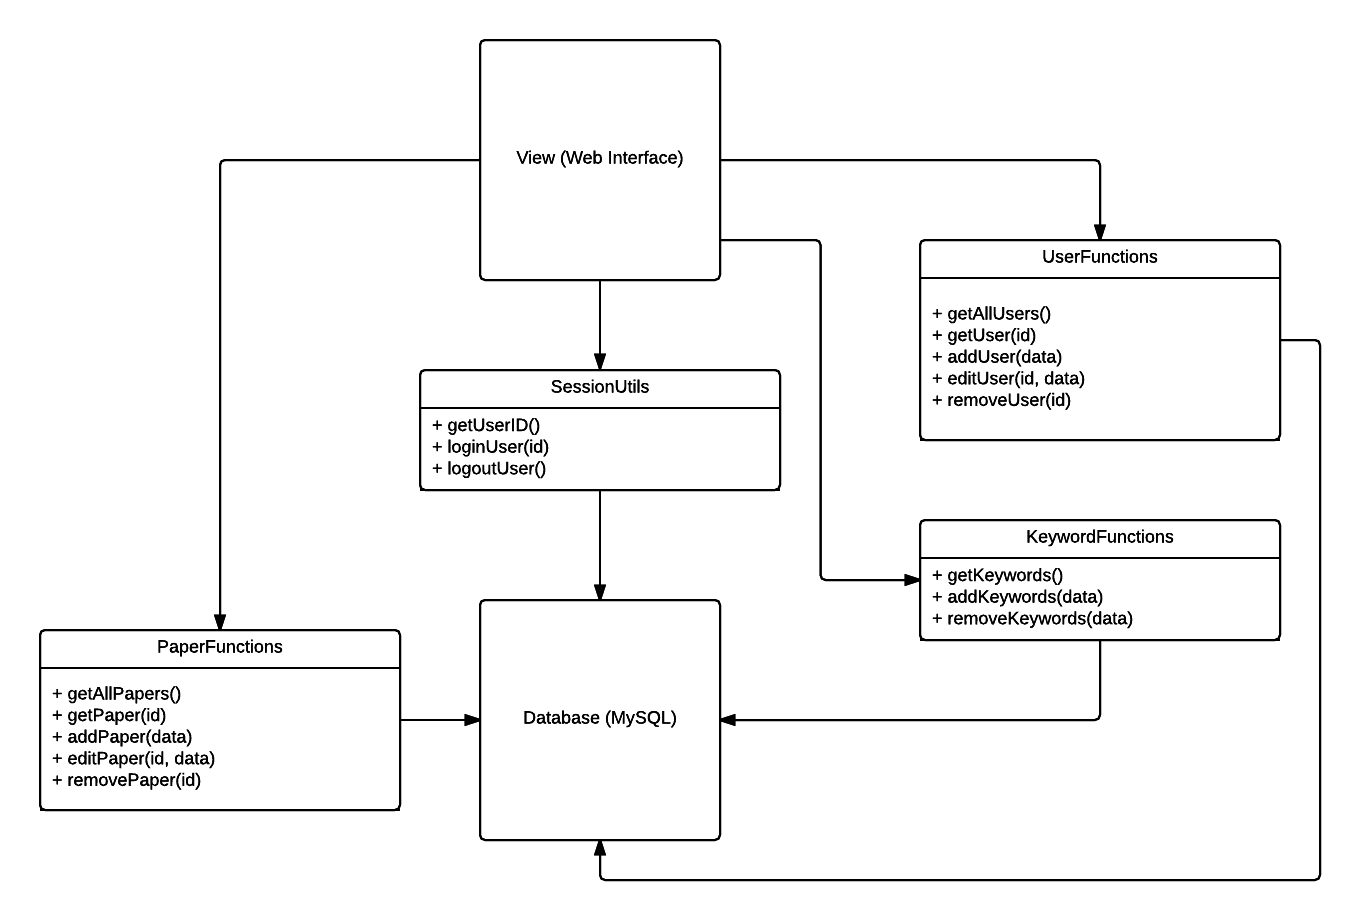 View (Web Interface)
UserFunctions
+ getAllUsers()
+ getUser(id)
+ addUser(data)
+ editUser(id, data)
+ removeUser(id)
SessionUtils
+ getUserID()
+ loginUser(id)
+ logoutUser()
KeywordFunctions
+ getKeywords()
+ addKeywords(data)
+ removeKeywords(data)
PaperFunctions
+ getAllPapers()
+ getPaper(id)
+ addPaper(data)
+ editPaper(id, data)
+ removePaper(id)
Database (MySQL)